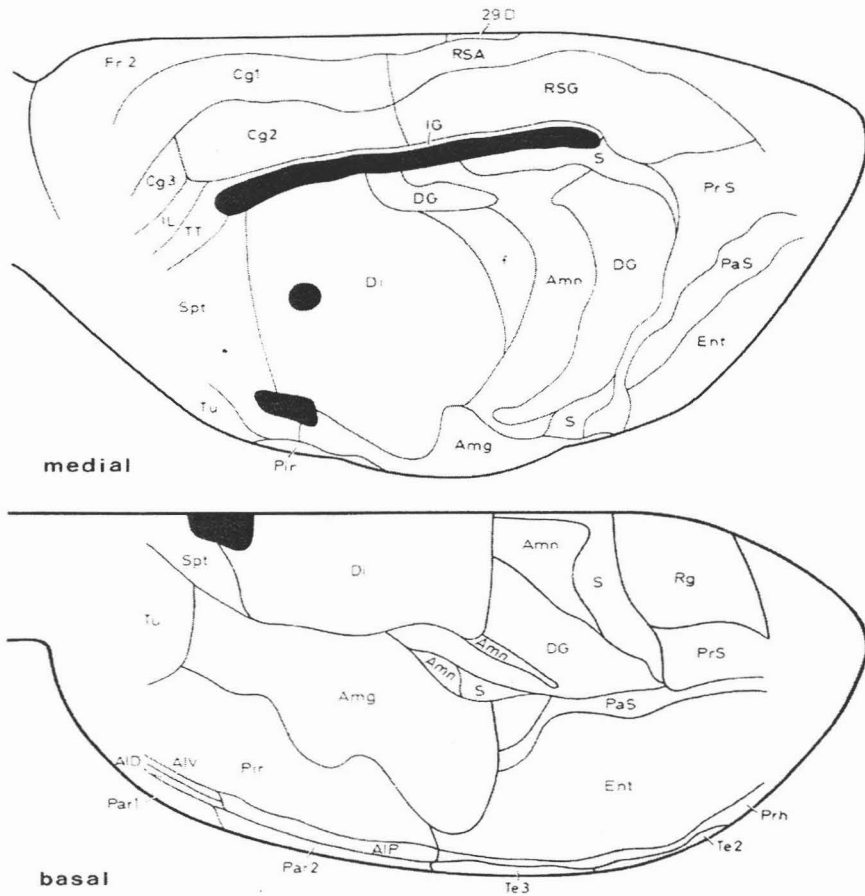 29D
Fr2
RSA
Cg1
RSG
Cg2
IG
S
Cg3
DG
PrS
IL
TT
PaS
f
Amn
DG
Di
Spt
Ent
Tu
S
Amg
Pir
medial
Spt
Di
Amn
S
Rg
Tu
DG
Amn
PrS
Amn
S
Amg
PaS
AID
AIV
Pir
Ent
Par1
Prh
AIP
Te2
Par2
Te3
basal